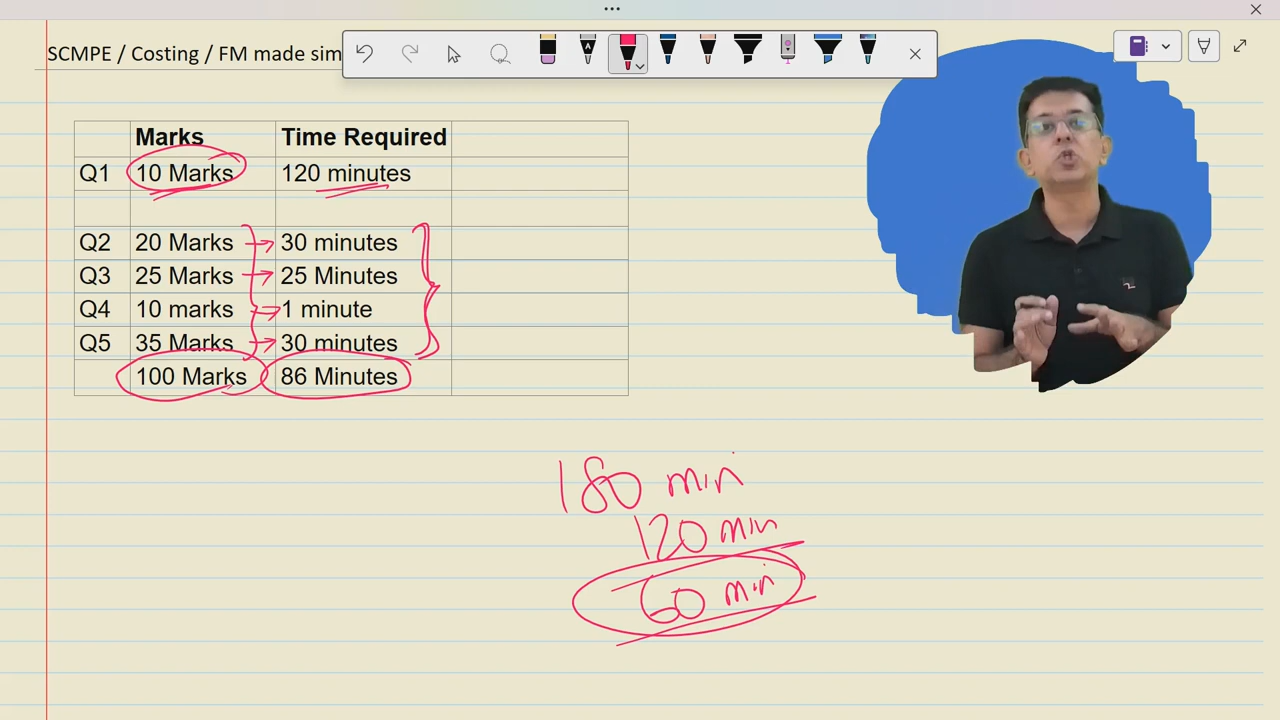 SCMPE / Costing / FM made sim
Marks Time Required
Q1 10 Marks 120 minutes
Q2 20 Marks 30 minutes
Q3 25 Marks 25 Minutes
Q4 10 marks 1 minute
Q5 35 Marks 30 minutes
100 Marks 86 Minutes
180 min
120 min
60 min